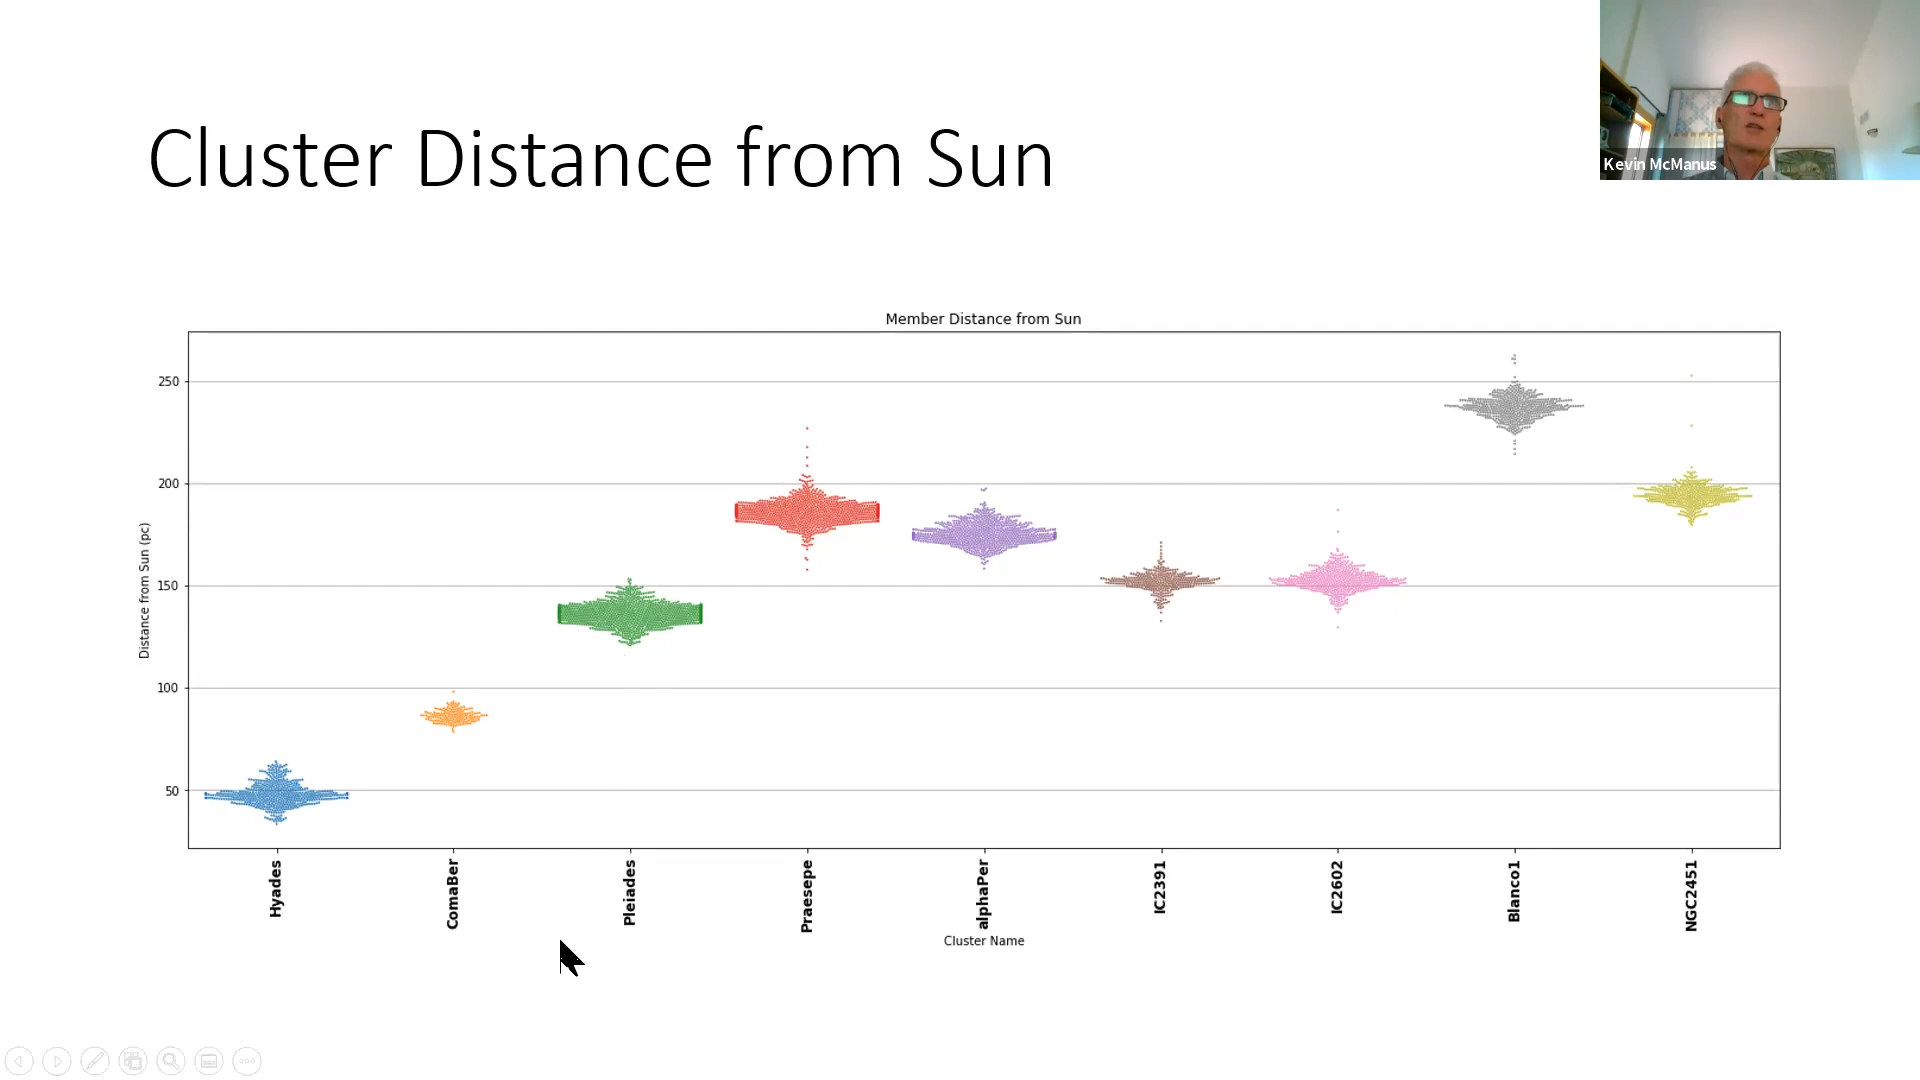 Cluster Distance from Sun
Kevin McManus
Member Distance from Sun
250
200
150
100
50
Distance from Sun (pc)
Hyades
ComaBer
Pleiades
Praesepe
alphaPer
IC2391
IC2602
Blanco1
NGC2451
Cluster Name